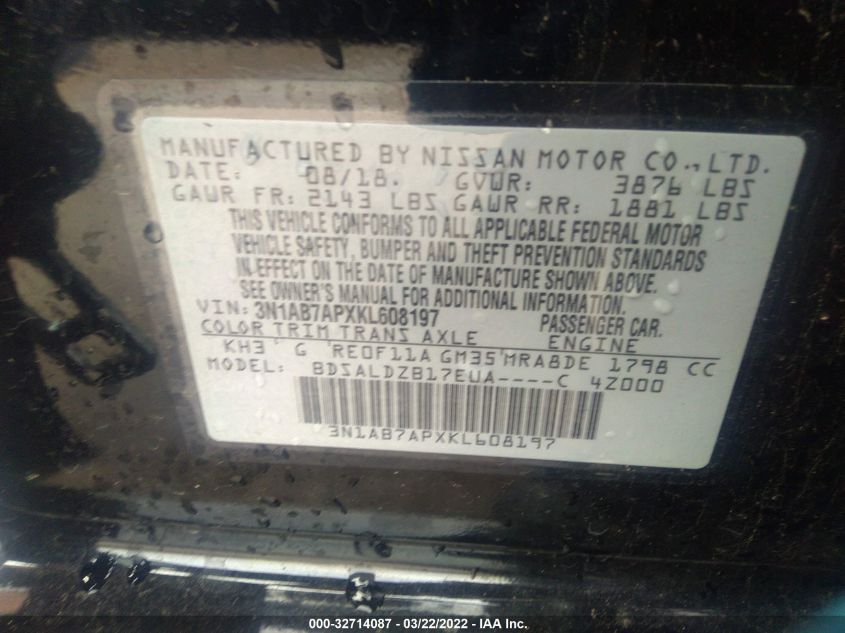 MANUFACTURED BY NISSAN MOTOR CO.,LTD.
DATE: 08/18. GVWR: 3876 LBS
GAWR FR: 2143 LBS GAWR RR: 1881 LBS
THIS VEHICLE CONFORMS TO ALL APPLICABLE FEDERAL MOTOR
VEHICLE SAFETY, BUMPER AND THEFT PREVENTION STANDARDS
IN EFFECT ON THE DATE OF MANUFACTURE SHOWN ABOVE.
SEE OWNER'S MANUAL FOR ADDITIONAL INFORMATION.
VIN: 3N1AB7APXKL608197 PASSENGER CAR.
COLOR TRIM TRANS AXLE ENGINE
KH3 G RE0F11A GM35 MRA8DE 1798 CC
MODEL: BDSALDZB17EUA----C 4Z000
3N1AB7APXKL608197
000-32714087 - 03/22/2022 - IAA Inc.